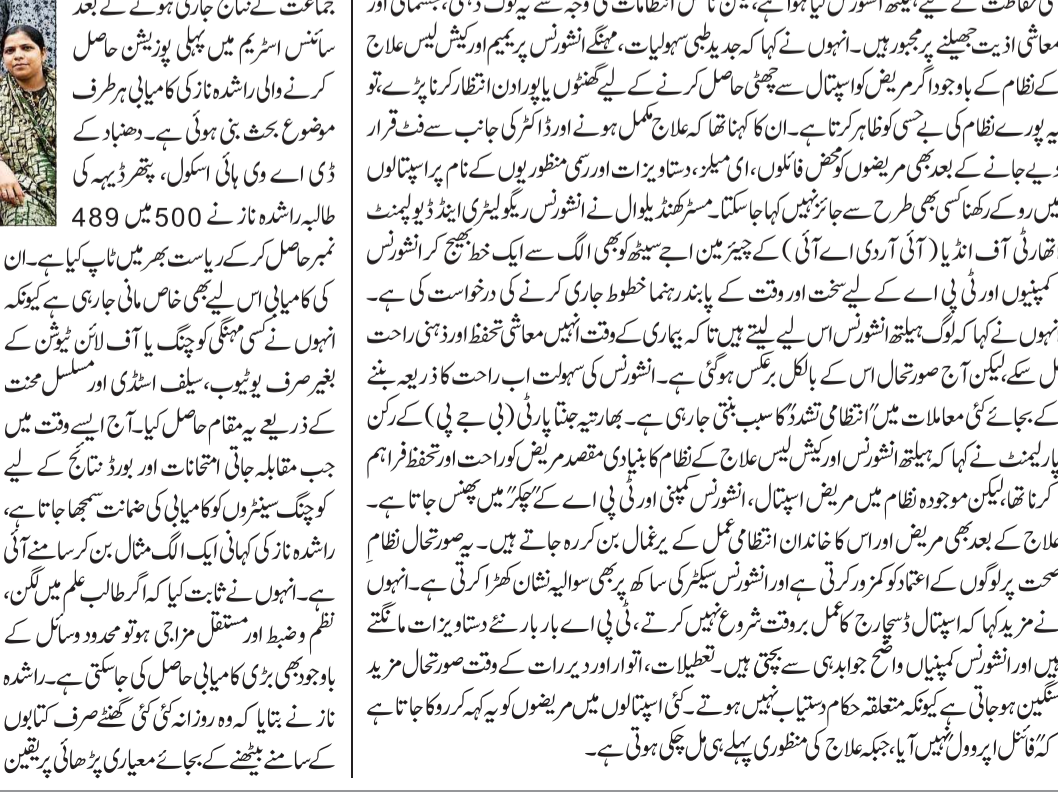 معاشی اذیت جھیلنے پر مجبور ہیں۔ انہوں نے کہا کہ جدید طبی سہولیات، مہنگے انشورنس پریمیم اور کیش لیس علاج
کے نظام کے باوجود اگر مریض کو اسپتال سے چھٹی حاصل کرنے کے لیے گھنٹوں یا پورا دن انتظار کرنا پڑے، تو
یہ پورے نظام کی بے حسی کو ظاہر کرتا ہے۔ ان کا کہنا تھا کہ علاج مکمل ہونے اور ڈاکٹر کی جانب سے فٹ قرار
دیے جانے کے بعد بھی مریضوں کو محض فائلوں، ای میلز، دستاویزات اور رسمی منظوریوں کے نام پر اسپتالوں
میں روکے رکھنا کسی بھی طرح سے جائز نہیں کہا جاسکتا۔ مسٹر کھنڈیلوال نے انشورنس ریگولیٹری اینڈ ڈیولپمنٹ
اتھارٹی آف انڈیا (آئی آر ڈی اے آئی) کے چیئرمین اجے سیٹھ کو بھی الگ سے ایک خط بھیج کر انشورنس
کمپنیوں اور ٹی پی اے کے لیے سخت اور وقت کے پابند رہنما خطوط جاری کرنے کی درخواست کی ہے۔
انہوں نے کہا کہ لوگ ہیلتھ انشورنس اس لیے لیتے ہیں تاکہ بیماری کے وقت انہیں معاشی تحفظ اور ذہنی راحت
مل سکے، لیکن آج صورتحال اس کے بالکل برعکس ہوگئی ہے۔ انشورنس کی سہولت اب راحت کا ذریعہ بننے
کے بجائے کئی معاملات میں ”انتظامی تشدد“ کا سبب بنتی جارہی ہے۔ بھارتیہ جنتا پارٹی (بی جے پی) کے رکن
پارلیمنٹ نے کہا کہ ہیلتھ انشورنس اور کیش لیس علاج کے نظام کا بنیادی مقصد مریض کو راحت اور تحفظ فراہم
کرنا تھا، لیکن موجودہ نظام میں مریض اسپتال، انشورنس کمپنی اور ٹی پی اے کے ”چکر“ میں پھنس جاتا ہے۔
علاج کے بعد بھی مریض اور اس کا خاندان انتظامی عمل کے یرغمال بن کر رہ جاتے ہیں۔ یہ صورتحال نظامِ
صحت پر لوگوں کے اعتماد کو کمزور کرتی ہے اور انشورنس سیکٹر کی ساکھ پر بھی سوالیہ نشان کھڑا کرتی ہے۔ انہوں
نے مزید کہا کہ اسپتال ڈسچارج کا عمل بروقت شروع نہیں کرتے، ٹی پی اے بار بار نئے دستاویزات مانگتے
ہیں اور انشورنس کمپنیاں واضح جوابدہی سے بچتی ہیں۔ تعطیلات، اتوار اور دیر رات کے وقت صورتحال مزید
سنگین ہوجاتی ہے کیونکہ متعلقہ حکام دستیاب نہیں ہوتے۔ کئی اسپتالوں میں مریضوں کو یہ کہہ کر روکا جاتا ہے
کہ ”فائنل اپروول“ نہیں آیا، جبکہ علاج کی منظوری پہلے ہی مل چکی ہوتی ہے۔
جماعت کے نتائج جاری ہونے کے بعد
سائنس اسٹریم میں پہلی پوزیشن حاصل
کرنے والی راشدہ ناز کی کامیابی ہر طرف
موضوع بحث بنی ہوئی ہے۔ دھنباد کے
ڈی اے وی ہائی اسکول، پتھرڈیہہ کی
طالبہ راشدہ ناز نے 500 میں 489
نمبر حاصل کرکے ریاست بھر میں ٹاپ کیا ہے۔ ان
کی کامیابی اس لیے بھی خاص مانی جارہی ہے کیونکہ
انہوں نے کسی مہنگی کوچنگ یا آف لائن ٹیوشن کے
بغیر صرف یوٹیوب، سیلف اسٹڈی اور مسلسل محنت
کے ذریعے یہ مقام حاصل کیا۔ آج ایسے وقت میں
جب مقابلہ جاتی امتحانات اور بورڈ نتائج کے لیے
کوچنگ سینٹروں کو کامیابی کی ضمانت سمجھا جاتا ہے،
راشدہ ناز کی کہانی ایک الگ مثال بن کر سامنے آئی
ہے۔ انہوں نے ثابت کیا کہ اگر طالب علم میں لگن،
نظم و ضبط اور مستقل مزاجی ہو تو محدود وسائل کے
باوجود بھی بڑی کامیابی حاصل کی جاسکتی ہے۔ راشدہ
ناز نے بتایا کہ وہ روزانہ کئی کئی گھنٹے صرف کتابوں
کے سامنے بیٹھنے کے بجائے معیاری پڑھائی پر یقین